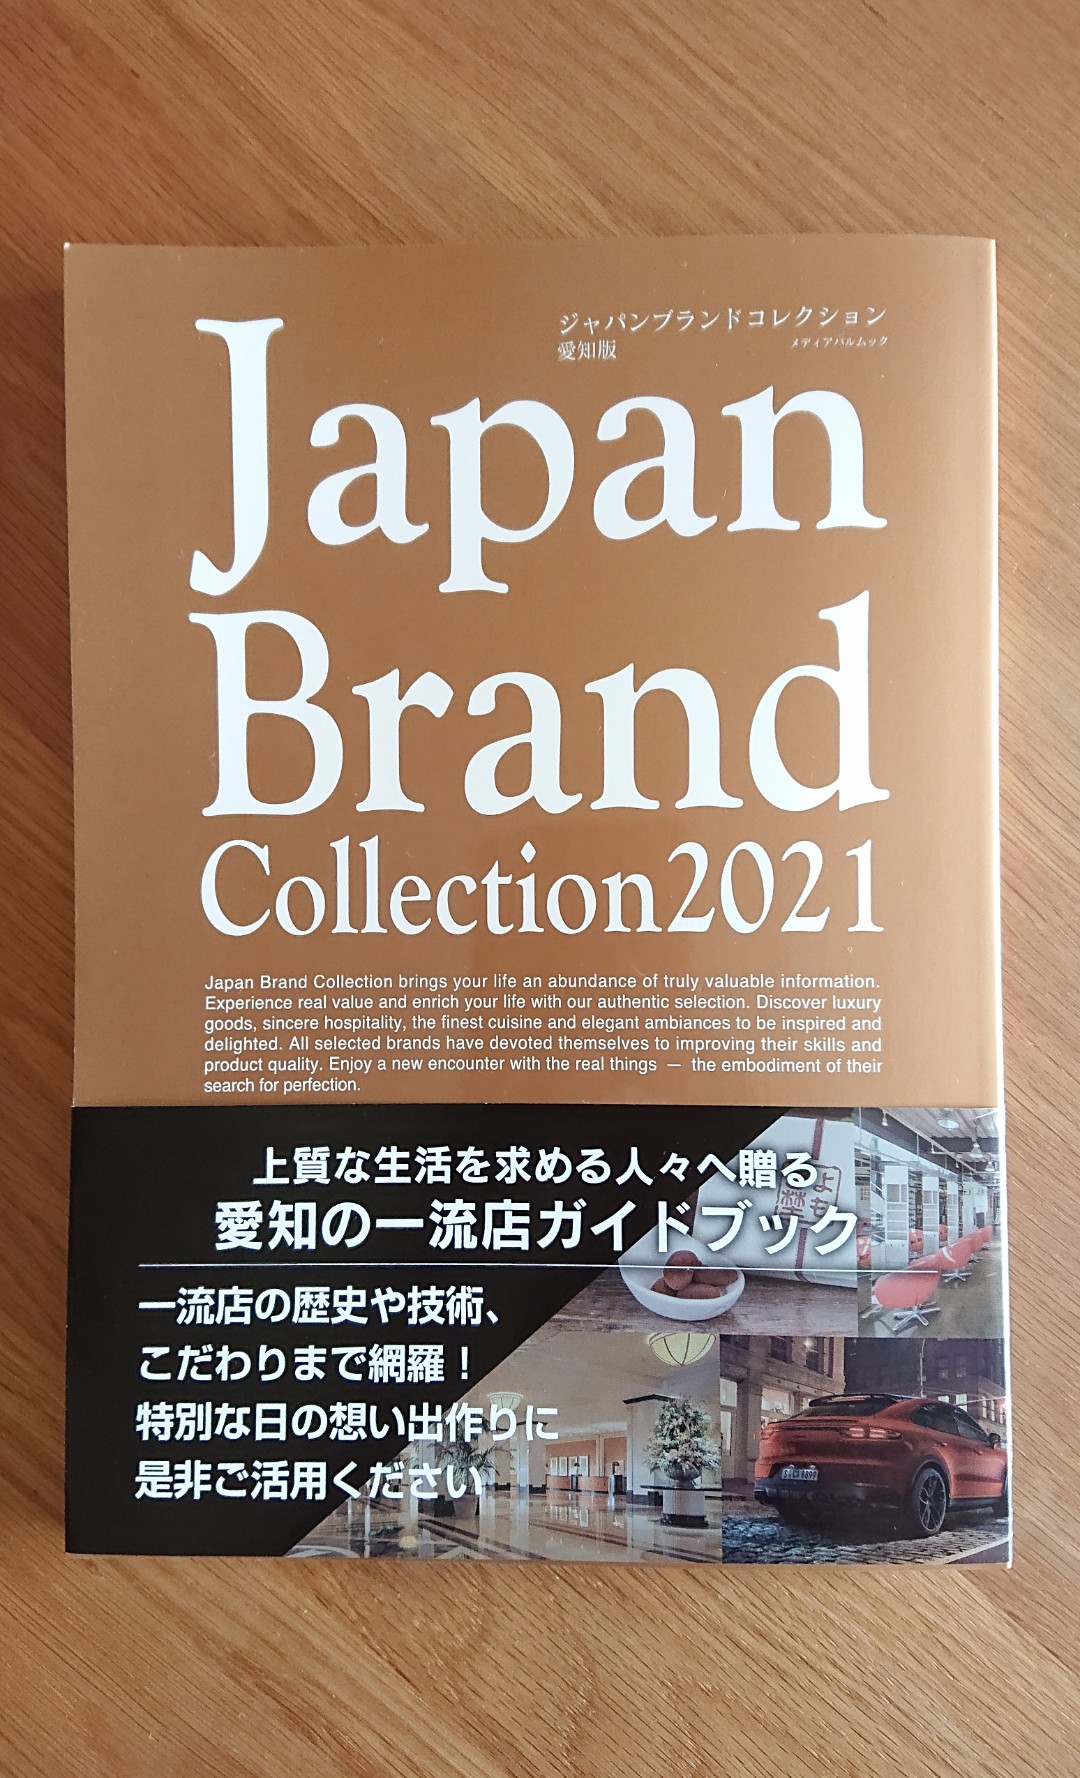 ジャパンブランドコレクション
愛知版
メディアパルムック
Japan
Brand
Collection2021
Japan Brand Collection brings your life an abundance of truly valuable information.
Experience real value and enrich your life with our authentic selection. Discover luxury
goods, sincere hospitality, the finest cuisine and elegant ambiances to be inspired and
delighted. All selected brands have devoted themselves to improving their skills and
product quality. Enjoy a new encounter with the real things — the embodiment of their
search for perfection.
上質な生活を求める人々へ贈る
愛知の一流店ガイドブック
一流店の歴史や技術、
こだわりまで網羅！
特別な日の想い出作りに
是非ご活用ください